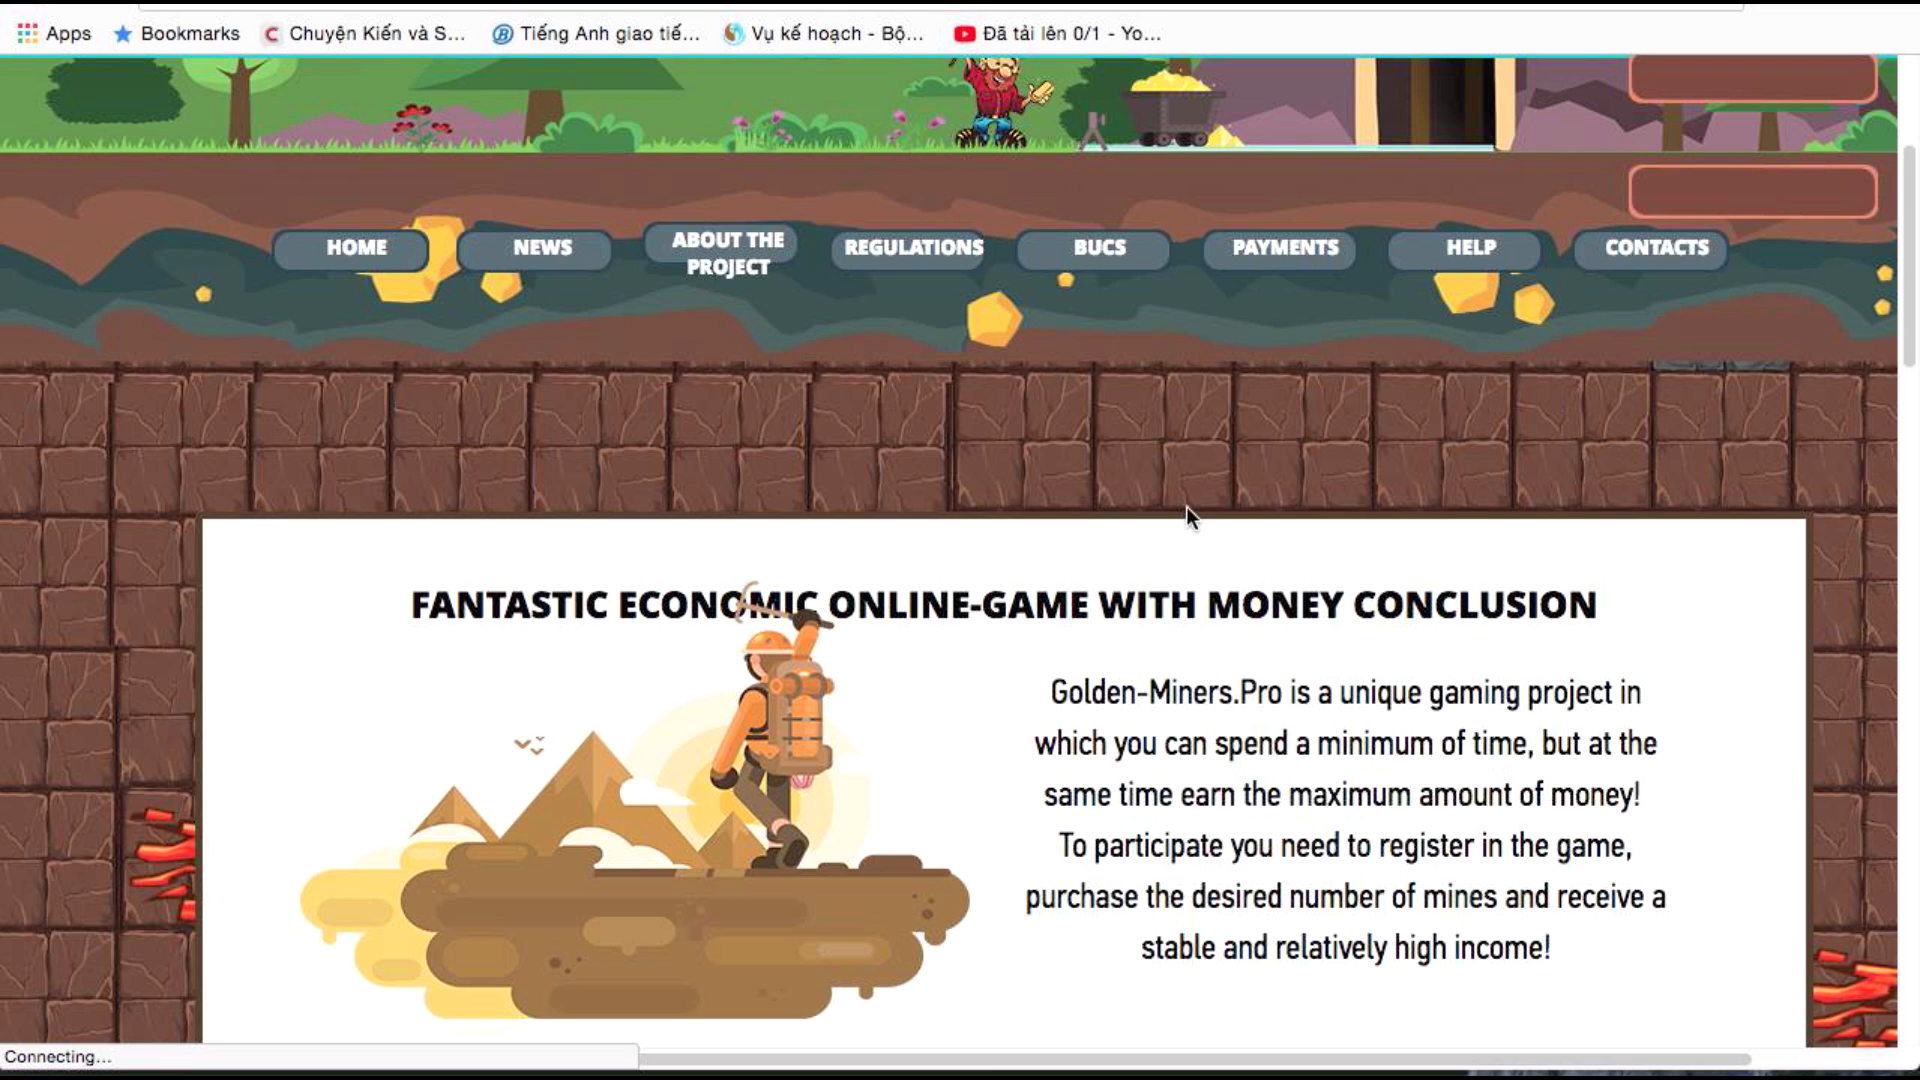 Apps Bookmarks Chuyện Kiến và S... Tiếng Anh giao tiế... Vụ kế hoạch - Bộ... Đã tải lên 0/1 - Yo...
HOME NEWS ABOUT THE PROJECT REGULATIONS BUCS PAYMENTS HELP CONTACTS
FANTASTIC ECONOMIC ONLINE-GAME WITH MONEY CONCLUSION
Golden-Miners.Pro is a unique gaming project in
which you can spend a minimum of time, but at the
same time earn the maximum amount of money!
To participate you need to register in the game,
purchase the desired number of mines and receive a
stable and relatively high income!
Connecting...